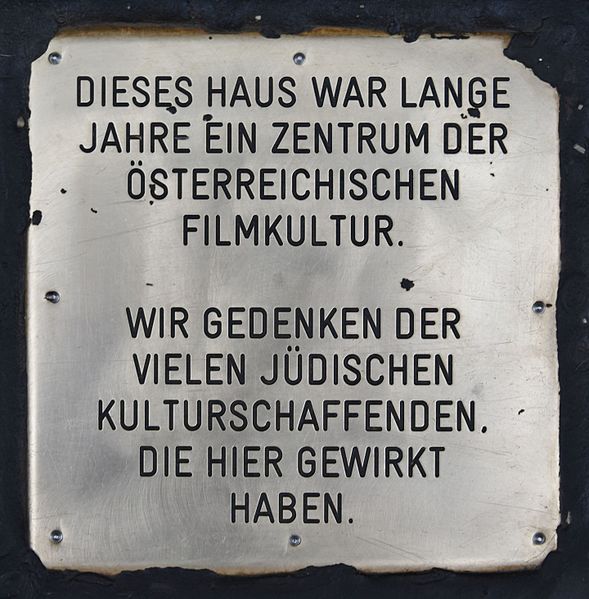 DIESES HAUS WAR LANGE
JAHRE EIN ZENTRUM DER
ÖSTERREICHISCHEN
FILMKULTUR.
WIR GEDENKEN DER
VIELEN JÜDISCHEN
KULTURSCHAFFENDEN.
DIE HIER GEWIRKT
HABEN.